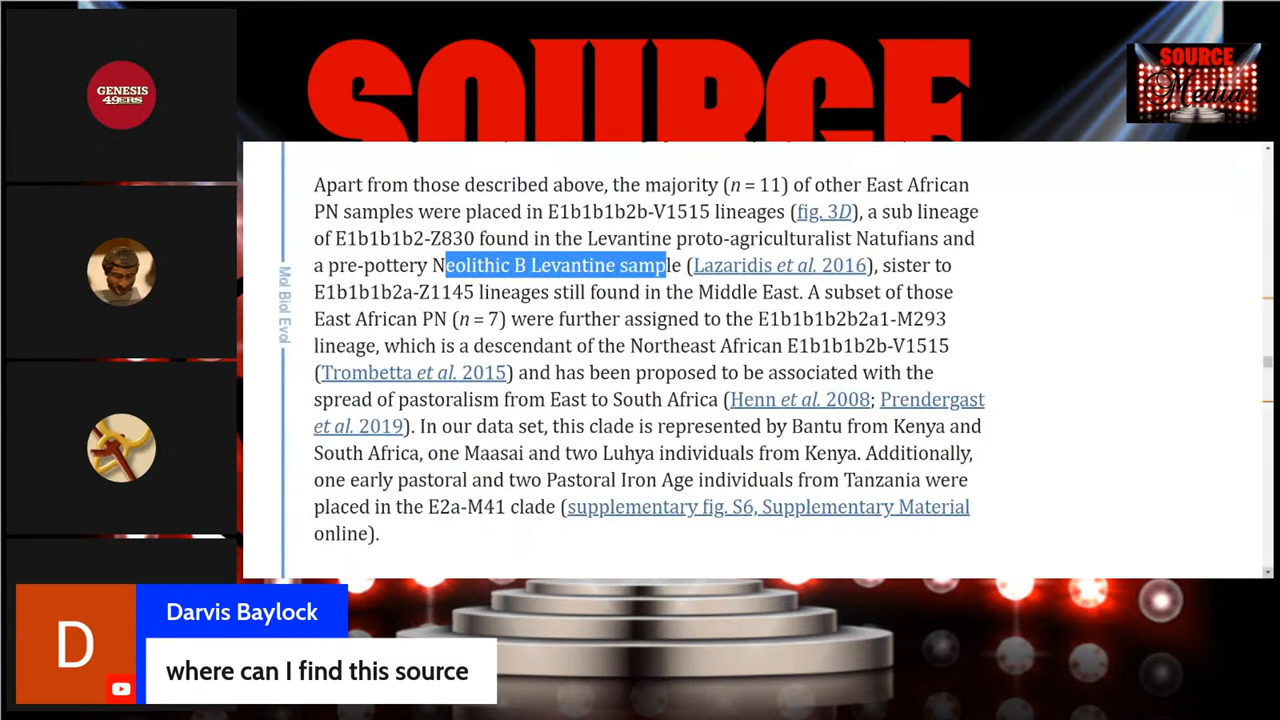 SOURCE
SOURCE
Media
GENESIS
49ERS
Apart from those described above, the majority (n = 11) of other East African
PN samples were placed in E1b1b1b2b-V1515 lineages (fig. 3D), a sub lineage
of E1b1b1b2-Z830 found in the Levantine proto-agriculturalist Natufians and
a pre-pottery Neolithic B Levantine sample (Lazaridis et al. 2016), sister to
E1b1b1b2a-Z1145 lineages still found in the Middle East. A subset of those
East African PN (n = 7) were further assigned to the E1b1b1b2b2a1-M293
lineage, which is a descendant of the Northeast African E1b1b1b2b-V1515
(Trombetta et al. 2015) and has been proposed to be associated with the
spread of pastoralism from East to South Africa (Henn et al. 2008; Prendergast
et al. 2019). In our data set, this clade is represented by Bantu from Kenya and
South Africa, one Maasai and two Luhya individuals from Kenya. Additionally,
one early pastoral and two Pastoral Iron Age individuals from Tanzania were
placed in the E2a-M41 clade (supplementary fig. S6, Supplementary Material
online).
Mol Biol Evol
D
Darvis Baylock
where can I find this source